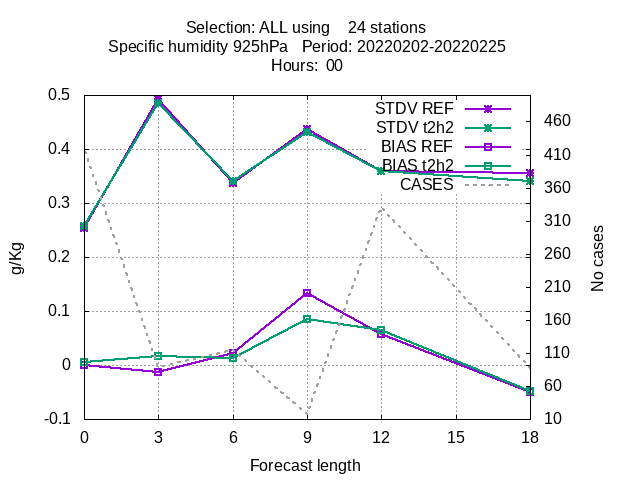 Selection: ALL using 24 stations
Specific humidity 925hPa Period: 20220202-20220225
Hours: 00
STDV REF
STDV t2h2
BIAS REF
BIAS t2h2
CASES
g/Kg
0.5
0.4
0.3
0.2
0.1
0
-0.1
No cases
460
410
360
310
260
210
160
110
60
10
0 3 6 9 12 15 18
Forecast length